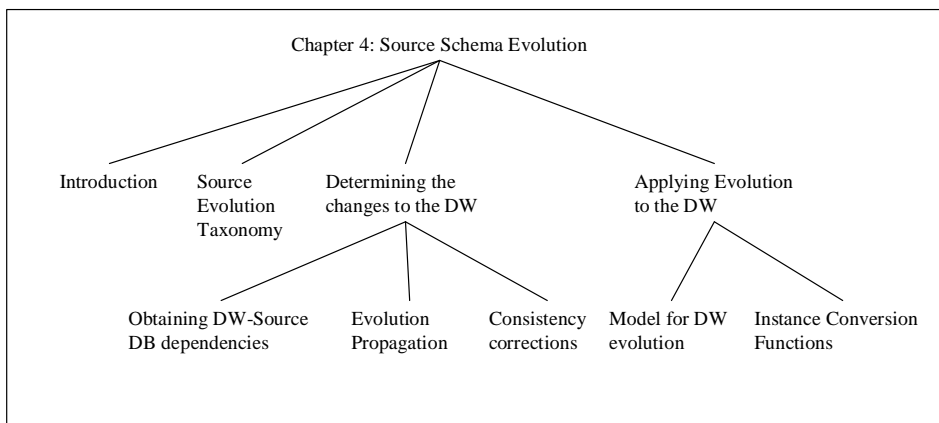 Chapter 4: Source Schema Evolution
Introduction
Source
Evolution
Taxonomy
Determining the
changes to the DW
Applying Evolution
to the DW
Obtaining DW-Source
DB dependencies
Evolution
Propagation
Consistency
corrections
Model for DW
evolution
Instance Conversion
Functions